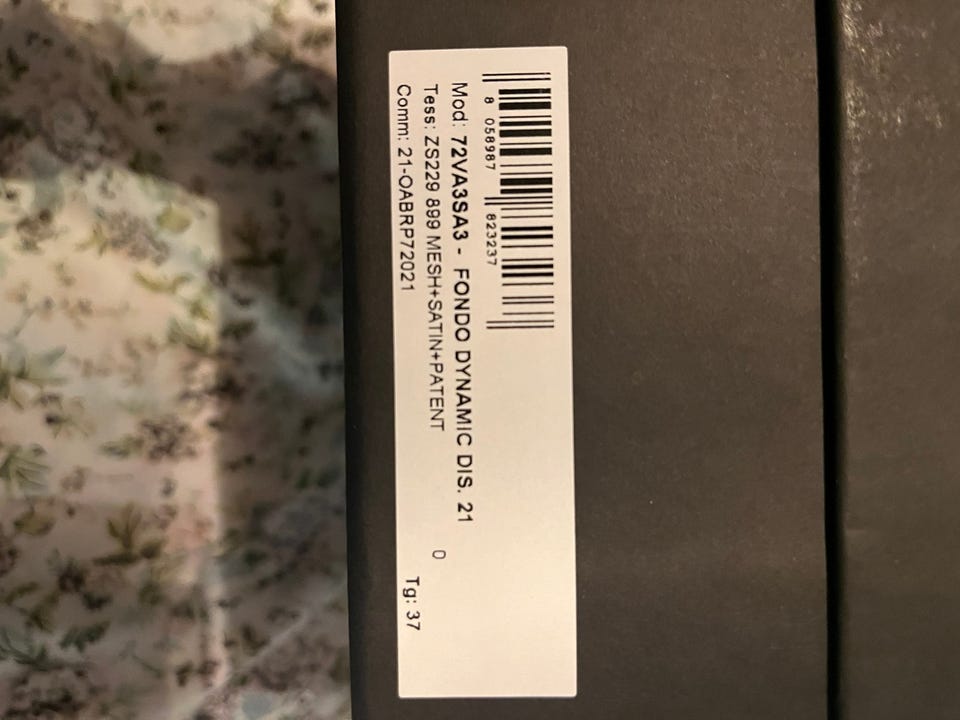 8 058987 823237
Mod: 72VA3SA3 - FONDO DYNAMIC DIS. 21
Tess: ZS229 899 MESH+SATIN+PATENT 0
Comm: 21-OABRP72021 Tg: 37